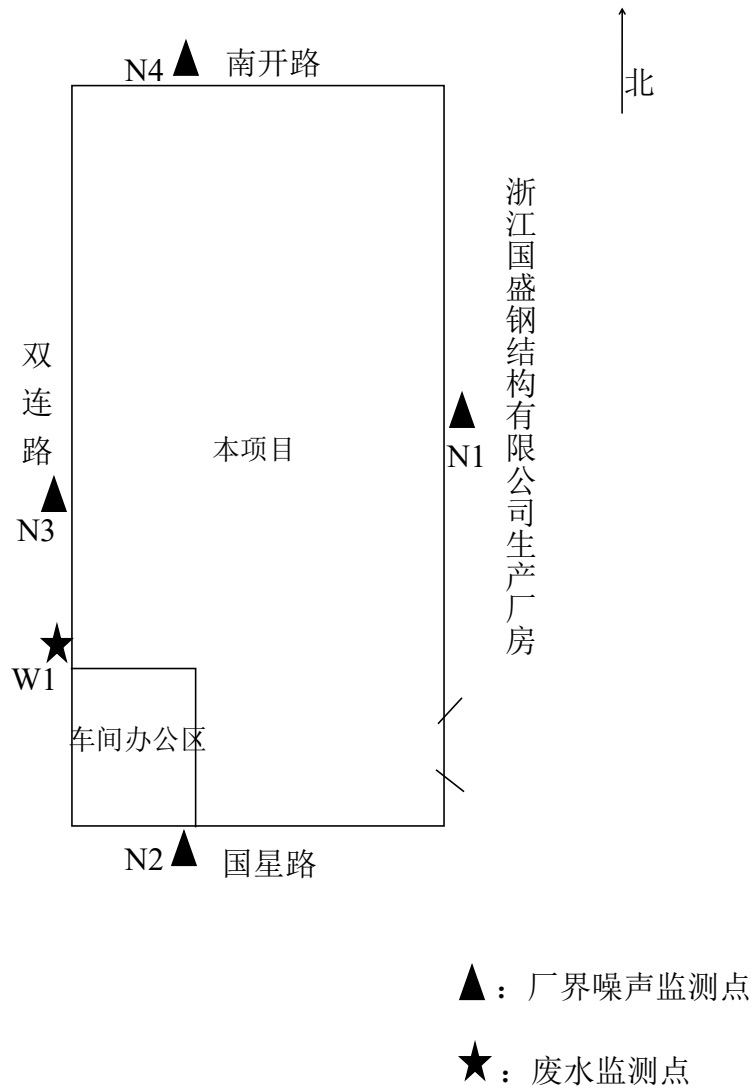 N4
南开路
北
浙江国盛钢结构有限公司生产厂房
双连路
N1
本项目
N3
W1
车间办公区
N2
国星路
：厂界噪声监测点
：废水监测点